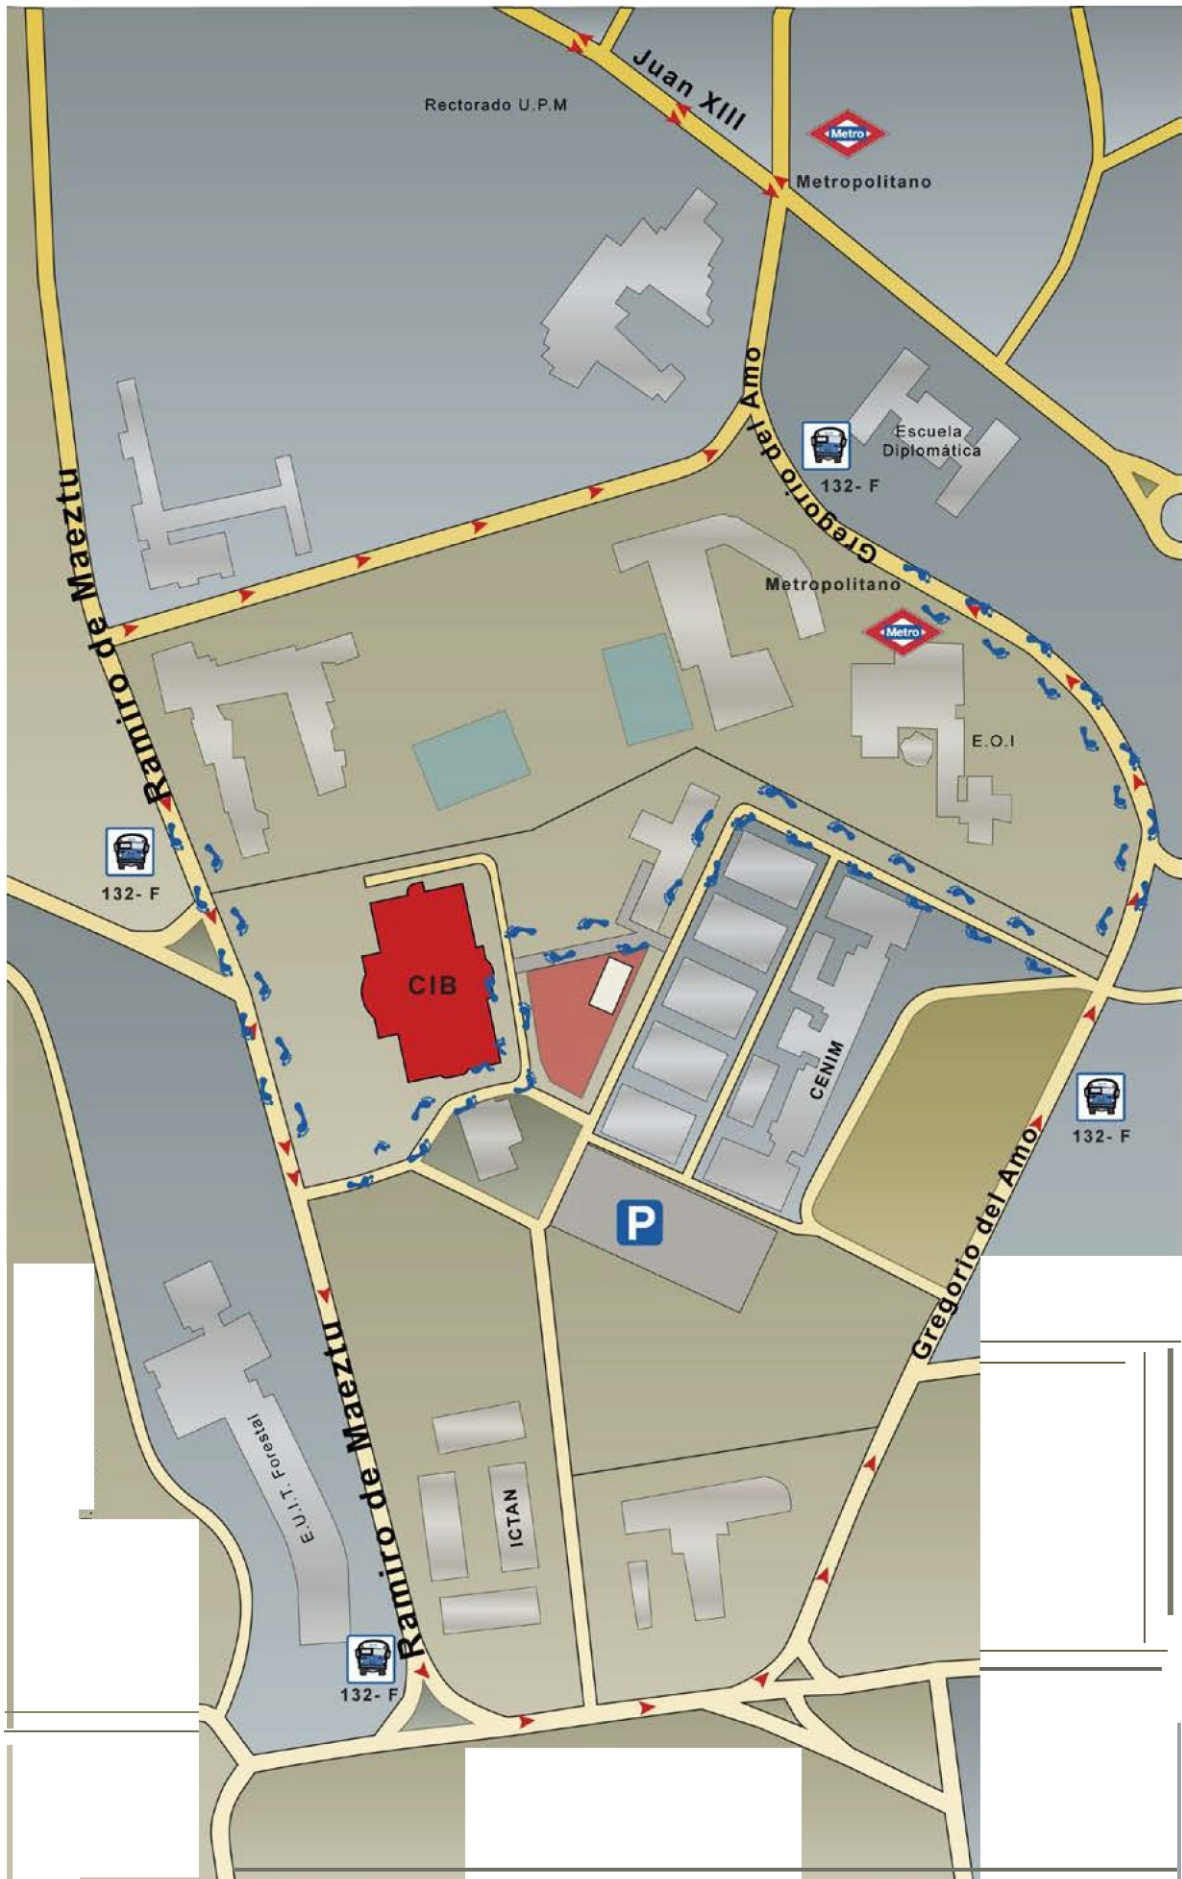 Juan XIII
Rectorado U.P.M
Metro
Metropolitano
Gregorio del Amo
Escuela
Diplomática
132- F
Ramiro de Maeztu
Metropolitano
Metro
E.O.I
132- F
CIB
CENIM
132- F
P
Gregorio del Amo
Ramiro de Maeztu
E.U.I.T. Forestal
ICTAN
132- F